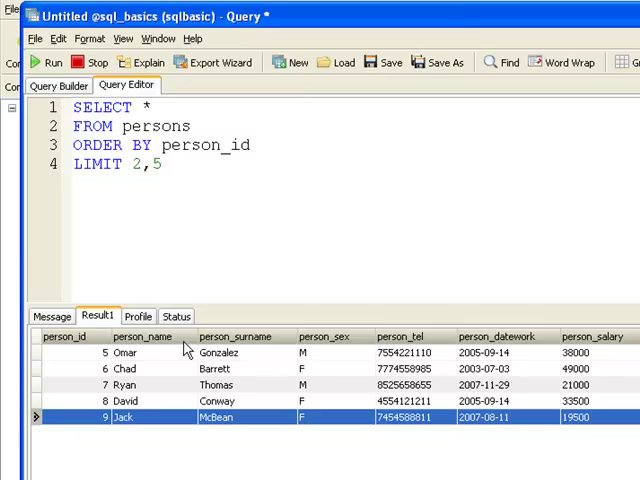 File
Untitled @sql_basics (sqlbasic) - Query *
File Edit Format View Window Help
Run Stop Explain Export Wizard New Load Save Save As Find Word Wrap
Query Builder Query Editor
1 SELECT *
2 FROM persons
3 ORDER BY person_id
4 LIMIT 2,5
Message Result1 Profile Status
person_id person_name person_surname person_sex person_tel person_datework person_salary
5 Omar Gonzalez M 7554221110 2005-09-14 38000
6 Chad Barrett F 7774558985 2003-07-03 49000
7 Ryan Thomas M 8525658655 2007-11-29 21000
8 David Conway F 4554121211 2005-09-14 33500
9 Jack McBean F 7454588811 2007-08-11 19500